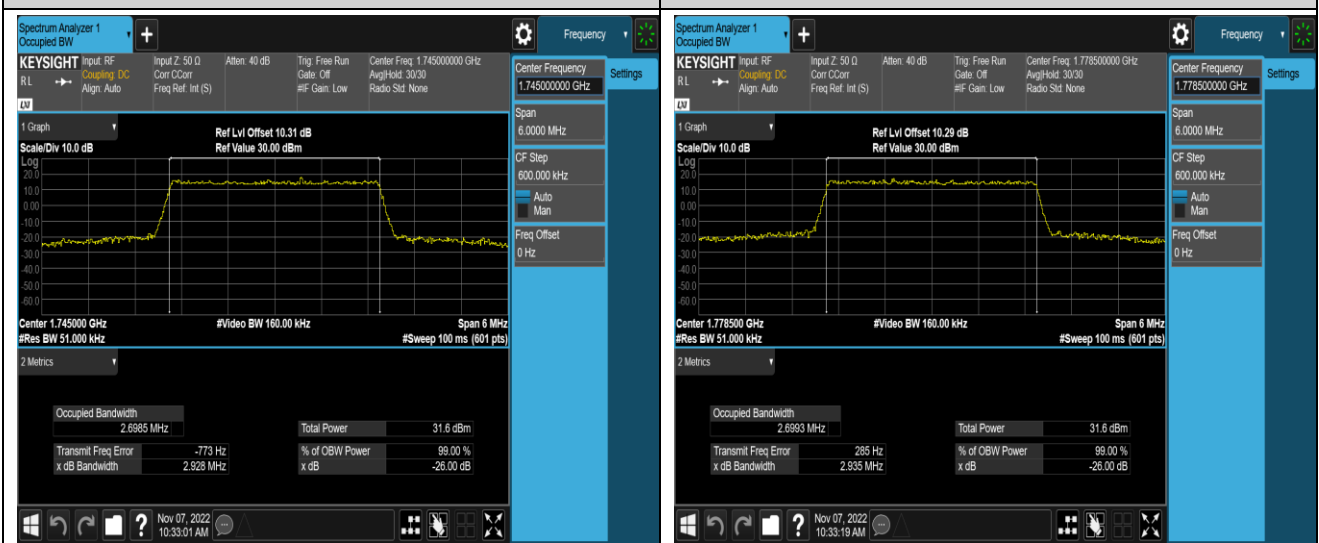 Spectrum Analyzer 1
Occupied BW
+
Frequency
KEYSIGHT
RL
LXI
Input: RF
Coupling: DC
Align: Auto
Input Z: 50 Ω
Corr CCorr
Freq Ref: Int (S)
Atten: 40 dB
Trig: Free Run
Gate: Off
#IF Gain: Low
Center Freq: 1.745000000 GHz
Avg|Hold: 30/30
Radio Std: None
Center Frequency
1.745000000 GHz
Settings
Span
6.0000 MHz
CF Step
600.000 kHz
Auto
Man
Freq Offset
0 Hz
1 Graph
Scale/Div 10.0 dB
Ref Lvl Offset 10.31 dB
Ref Value 30.00 dBm
Log
20.0
10.0
0.00
-10.0
-20.0
-30.0
-40.0
-50.0
-60.0
Center 1.745000 GHz
#Video BW 160.00 kHz
Span 6 MHz
#Res BW 51.000 kHz
#Sweep 100 ms (601 pts)
2 Metrics
Occupied Bandwidth
2.6985 MHz
Total Power 31.6 dBm
Transmit Freq Error -773 Hz
% of OBW Power 99.00 %
x dB Bandwidth 2.928 MHz
x dB -26.00 dB
?
Nov 07, 2022
10:33:01 AM
Spectrum Analyzer 1
Occupied BW
+
Frequency
KEYSIGHT
RL
LXI
Input: RF
Coupling: DC
Align: Auto
Input Z: 50 Ω
Corr CCorr
Freq Ref: Int (S)
Atten: 40 dB
Trig: Free Run
Gate: Off
#IF Gain: Low
Center Freq: 1.778500000 GHz
Avg|Hold: 30/30
Radio Std: None
Center Frequency
1.778500000 GHz
Settings
Span
6.0000 MHz
CF Step
600.000 kHz
Auto
Man
Freq Offset
0 Hz
1 Graph
Scale/Div 10.0 dB
Ref Lvl Offset 10.29 dB
Ref Value 30.00 dBm
Log
20.0
10.0
0.00
-10.0
-20.0
-30.0
-40.0
-50.0
-60.0
Center 1.778500 GHz
#Video BW 160.00 kHz
Span 6 MHz
#Res BW 51.000 kHz
#Sweep 100 ms (601 pts)
2 Metrics
Occupied Bandwidth
2.6993 MHz
Total Power 31.6 dBm
Transmit Freq Error 285 Hz
% of OBW Power 99.00 %
x dB Bandwidth 2.935 MHz
x dB -26.00 dB
?
Nov 07, 2022
10:33:19 AM